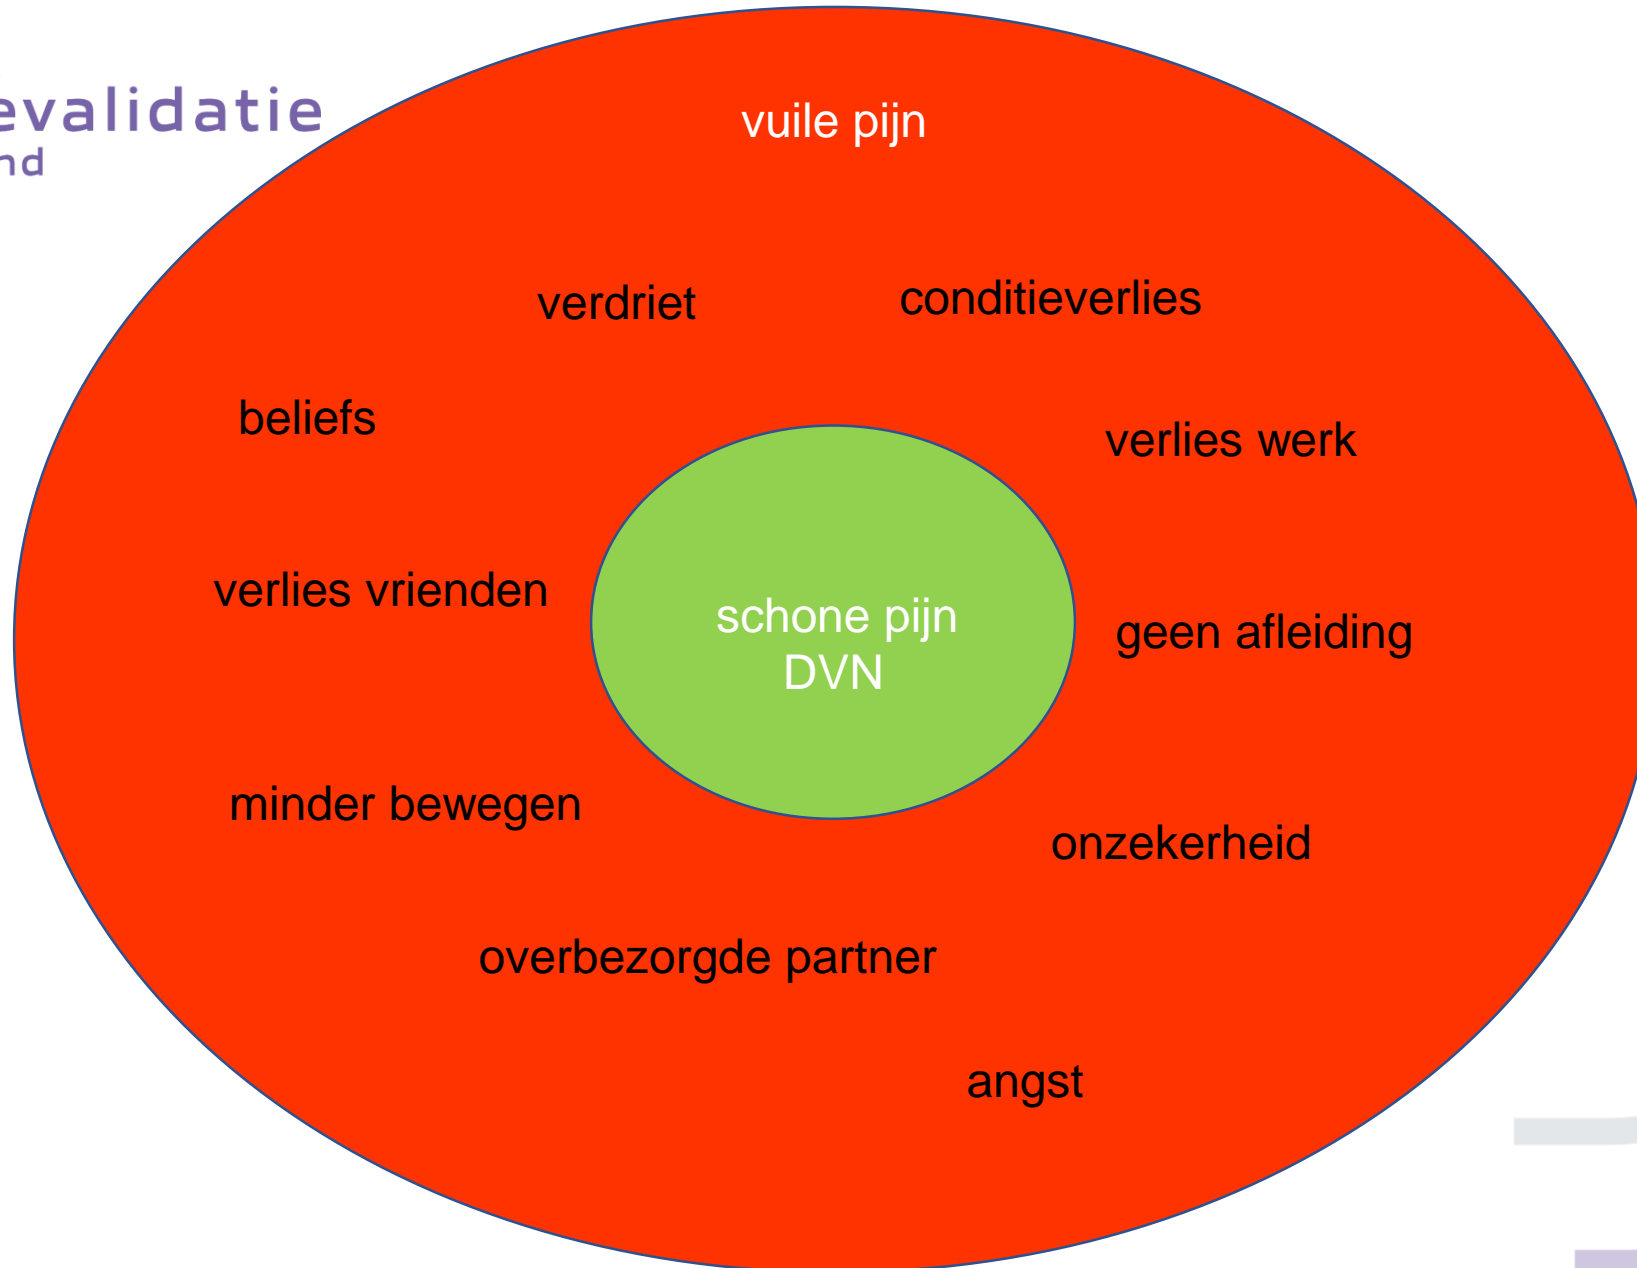 evalidatie
nd
vuile pijn
verdriet
conditieverlies
beliefs
verlies werk
verlies vrienden
schone pijn
DVN
geen afleiding
minder bewegen
onzekerheid
overbezorgde partner
angst